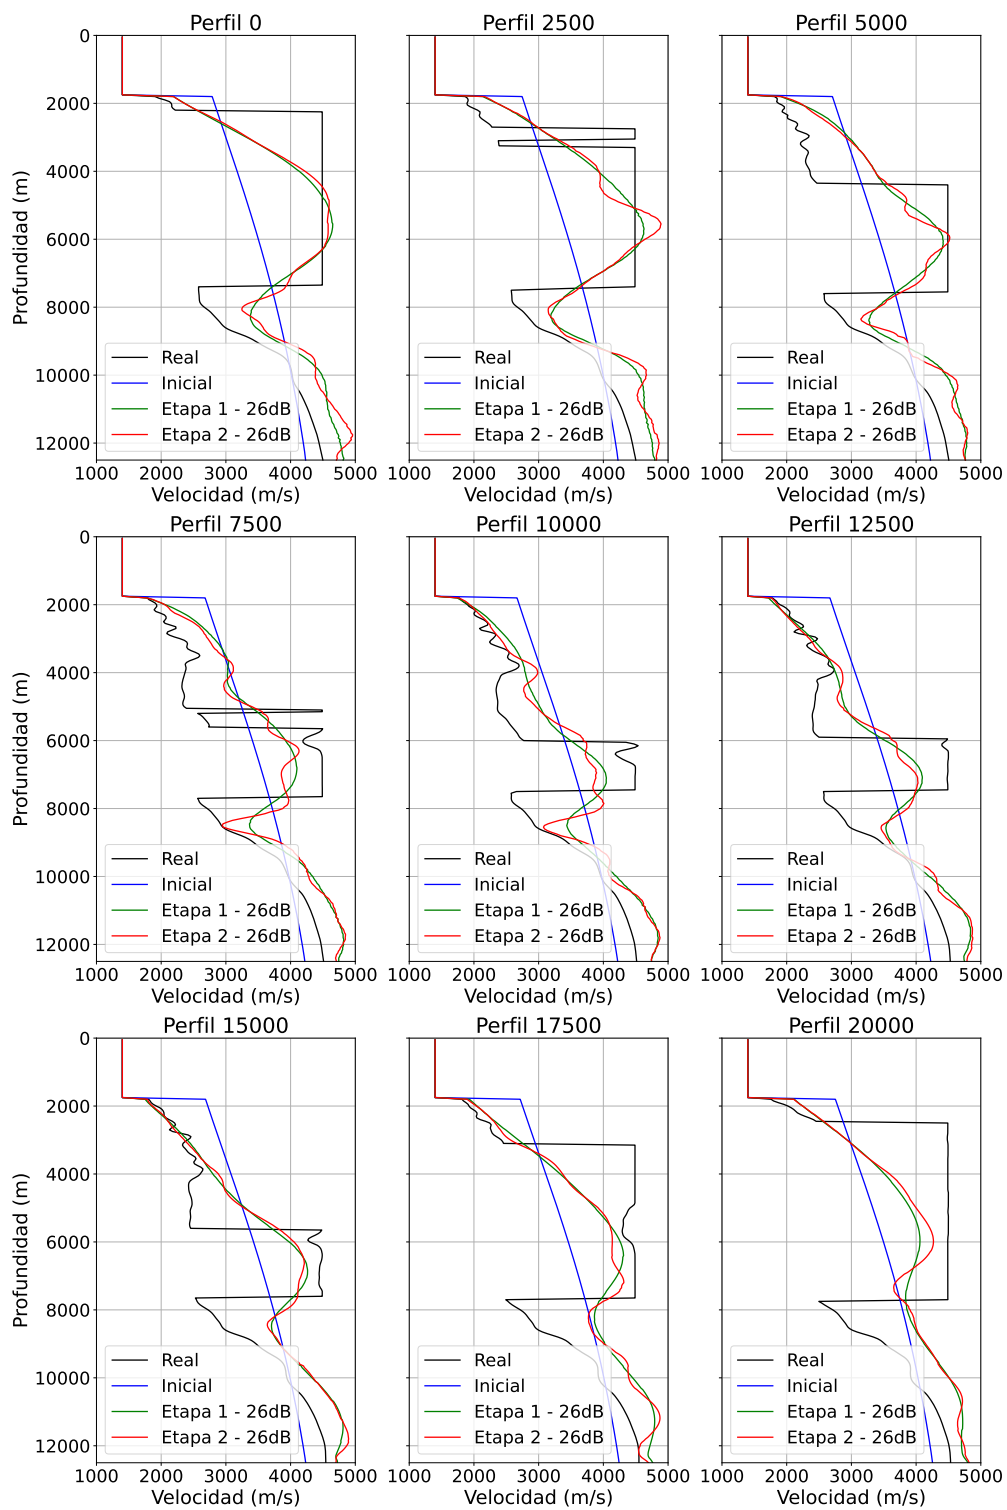 Perfil 0
Perfil 2500
Perfil 5000
0
2000
4000
6000
8000
10000
12000
Profundidad (m)
Real
Inicial
Etapa 1 - 26dB
Etapa 2 - 26dB
1000 2000 3000 4000 5000
Velocidad (m/s)
Real
Inicial
Etapa 1 - 26dB
Etapa 2 - 26dB
1000 2000 3000 4000 5000
Velocidad (m/s)
Real
Inicial
Etapa 1 - 26dB
Etapa 2 - 26dB
1000 2000 3000 4000 5000
Velocidad (m/s)
Perfil 7500
Perfil 10000
Perfil 12500
0
2000
4000
6000
8000
10000
12000
Profundidad (m)
Real
Inicial
Etapa 1 - 26dB
Etapa 2 - 26dB
1000 2000 3000 4000 5000
Velocidad (m/s)
Real
Inicial
Etapa 1 - 26dB
Etapa 2 - 26dB
1000 2000 3000 4000 5000
Velocidad (m/s)
Real
Inicial
Etapa 1 - 26dB
Etapa 2 - 26dB
1000 2000 3000 4000 5000
Velocidad (m/s)
Perfil 15000
Perfil 17500
Perfil 20000
0
2000
4000
6000
8000
10000
12000
Profundidad (m)
Real
Inicial
Etapa 1 - 26dB
Etapa 2 - 26dB
1000 2000 3000 4000 5000
Velocidad (m/s)
Real
Inicial
Etapa 1 - 26dB
Etapa 2 - 26dB
1000 2000 3000 4000 5000
Velocidad (m/s)
Real
Inicial
Etapa 1 - 26dB
Etapa 2 - 26dB
1000 2000 3000 4000 5000
Velocidad (m/s)